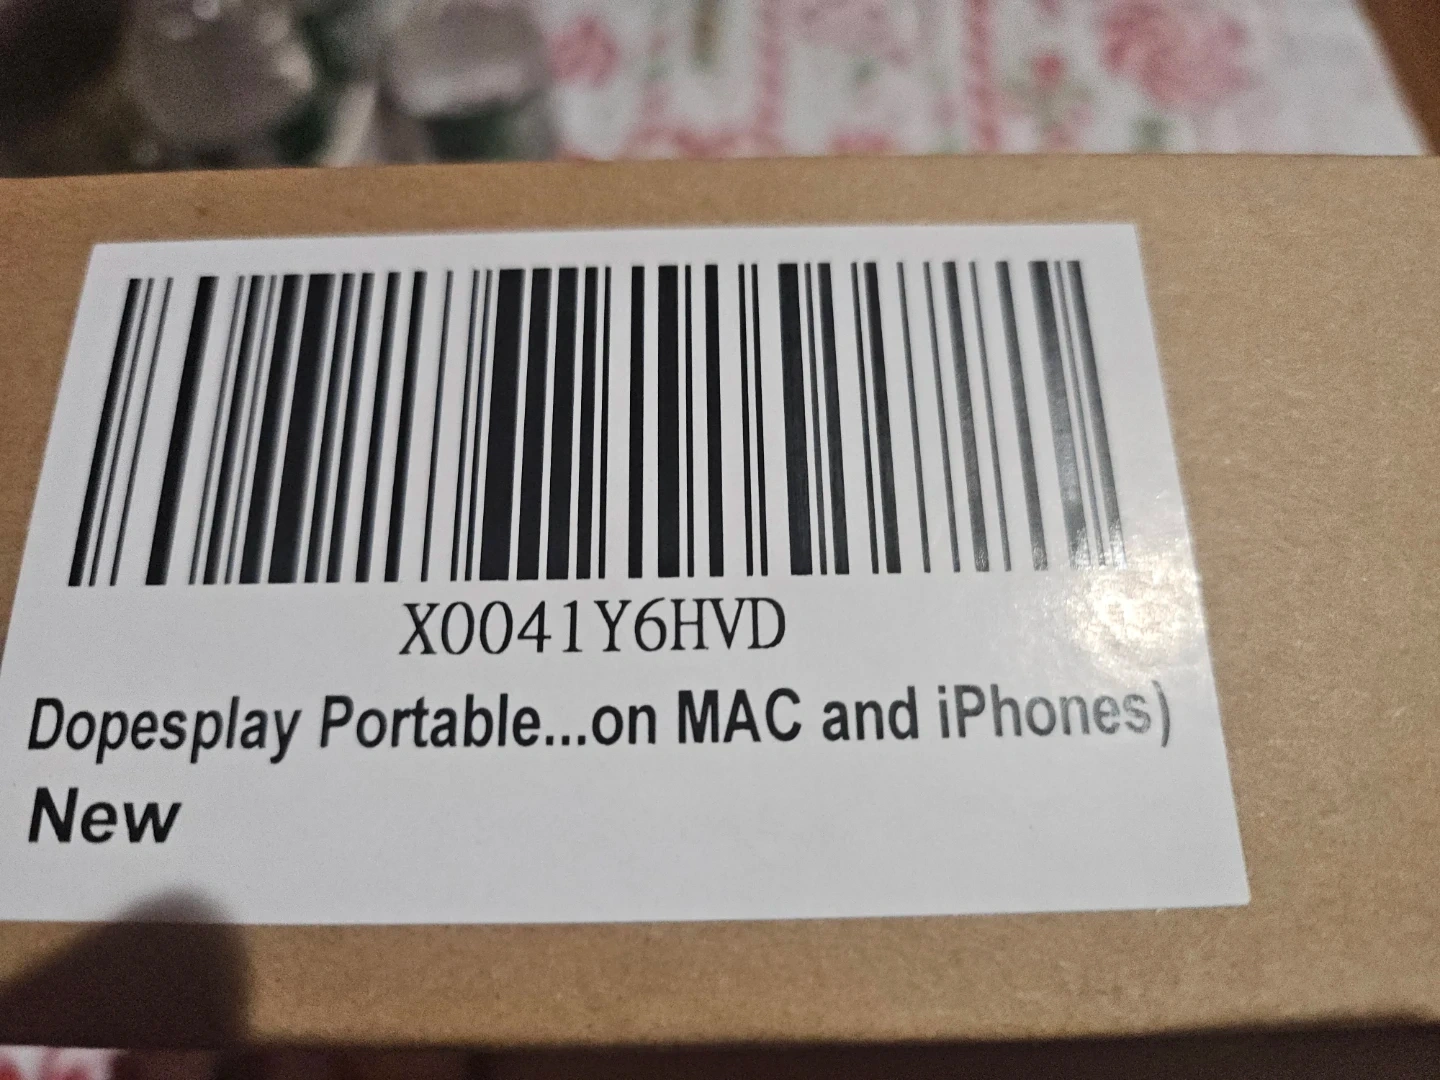 X0041Y6HVD
Dopesplay Portable...on MAC and iPhones)
New